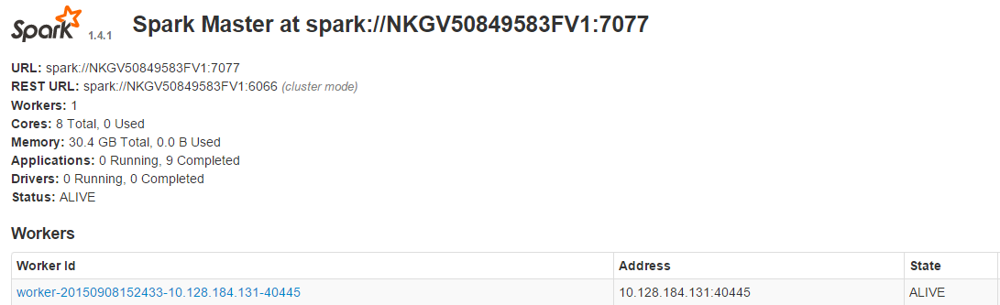 Spark 1.4.1 Spark Master at spark://NKGV50849583FV1:7077
URL: spark://NKGV50849583FV1:7077
REST URL: spark://NKGV50849583FV1:6066 (cluster mode)
Workers: 1
Cores: 8 Total, 0 Used
Memory: 30.4 GB Total, 0.0 B Used
Applications: 0 Running, 9 Completed
Drivers: 0 Running, 0 Completed
Status: ALIVE
Workers
Worker Id Address State
worker-20150908152433-10.128.184.131-40445 10.128.184.131:40445 ALIVE